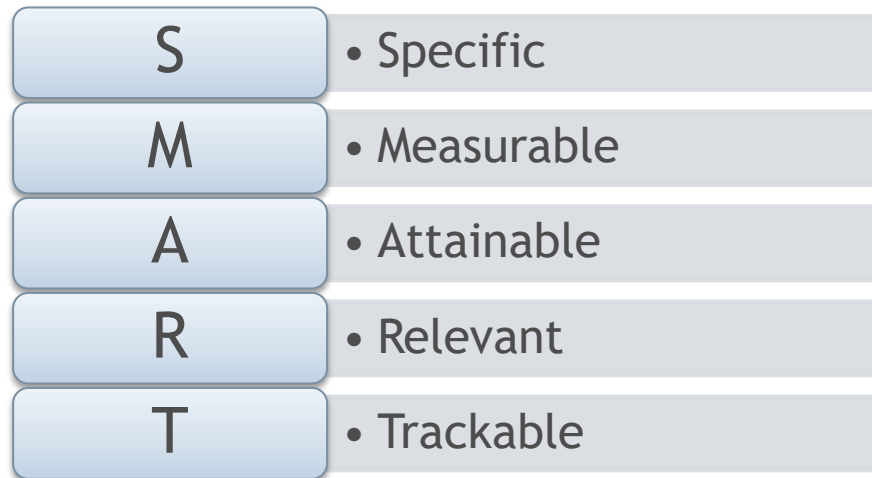 S • Specific
M • Measurable
A • Attainable
R • Relevant
T • Trackable